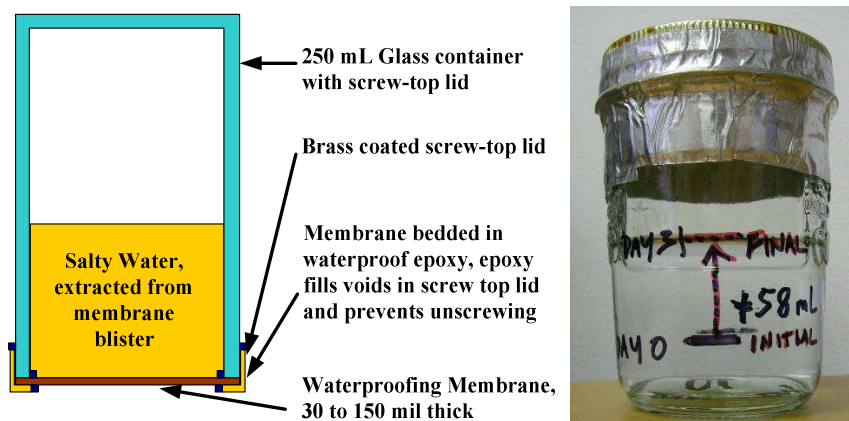 250 mL Glass container
with screw-top lid
Brass coated screw-top lid
Salty Water,
extracted from
membrane
blister
Membrane bedded in
waterproof epoxy, epoxy
fills voids in screw top lid
and prevents unscrewing
Waterproofing Membrane,
30 to 150 mil thick
DAY 31 FINAL
+58 mL
DAY 0 INITIAL